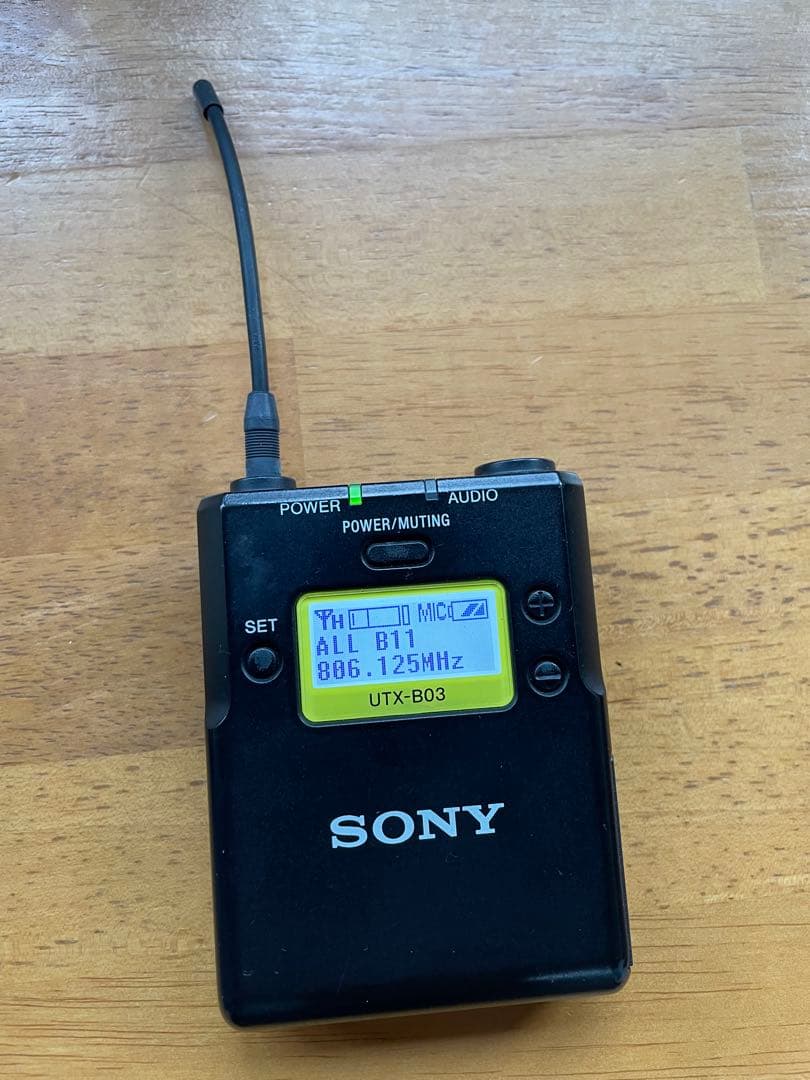 POWER
AUDIO
POWER/MUTING
SET
H MIC
ALL B11
806.125MHz
UTX-B03
SONY